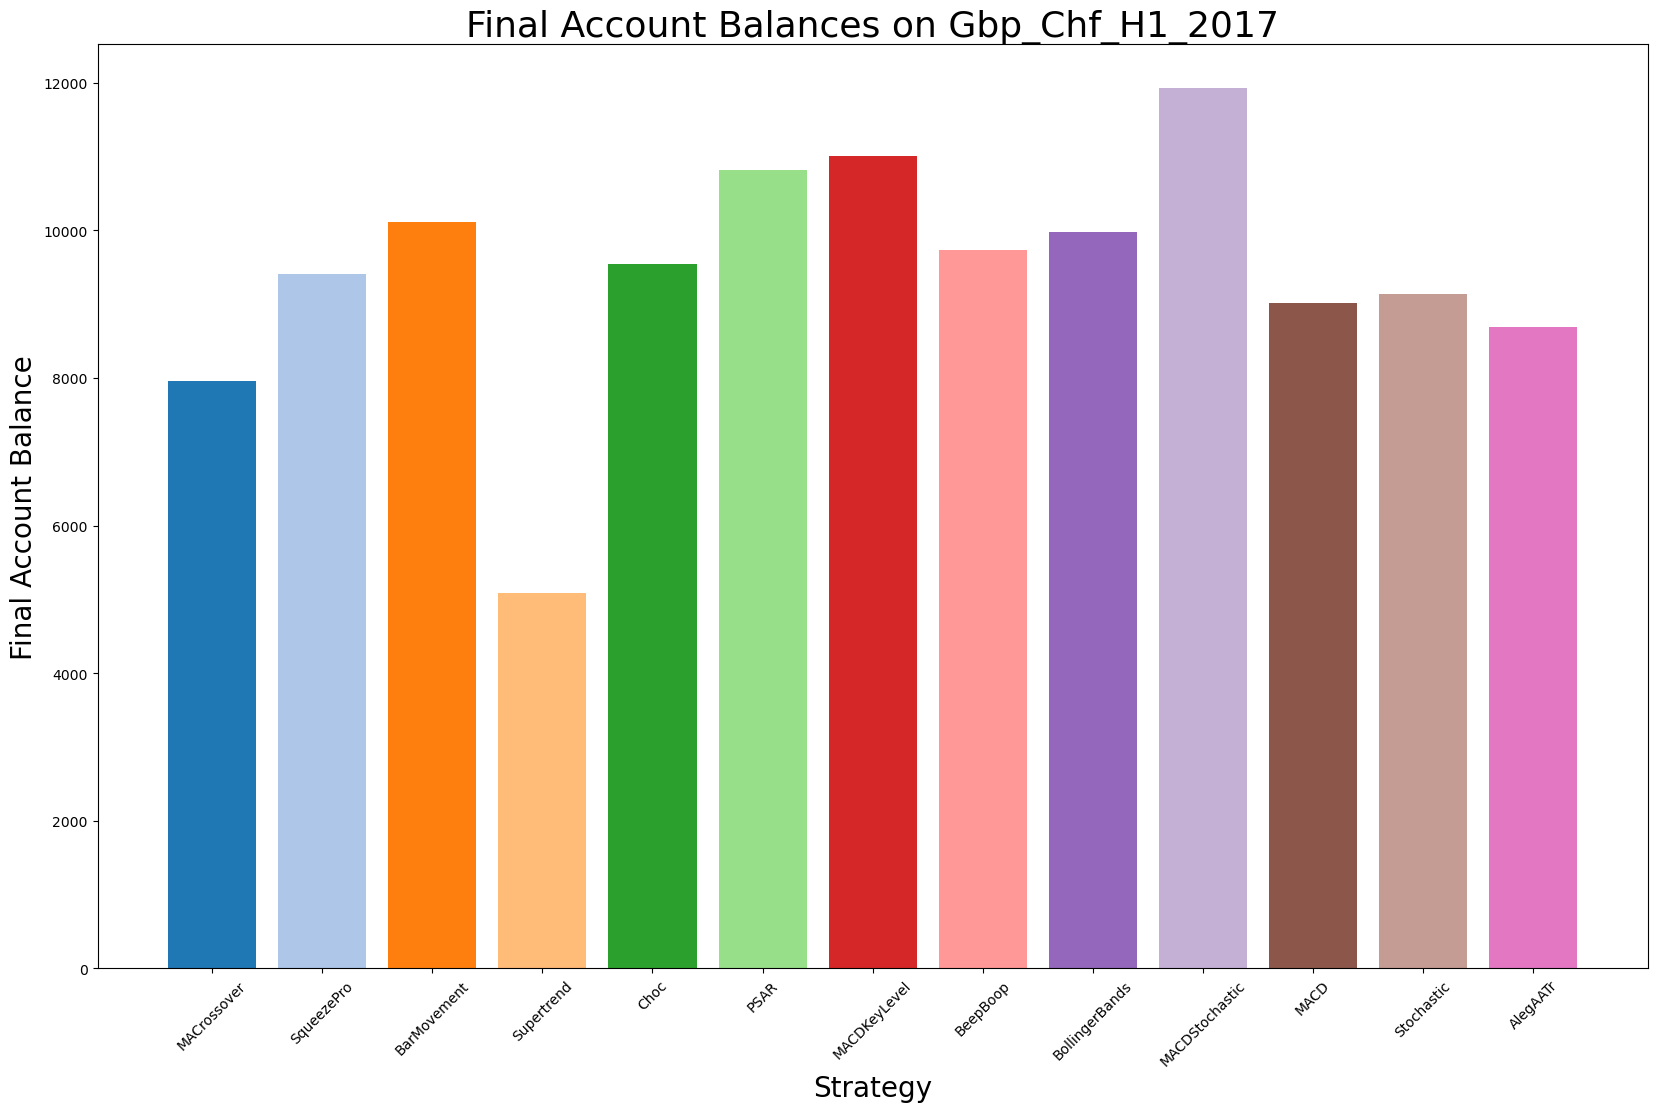 Final Account Balances on Gbp_Chf_H1_2017
Final Account Balance
12000
10000
8000
6000
4000
2000
0
MACrossover
SqueezePro
BarMovement
Supertrend
Choc
PSAR
MACDKeyLevel
BeepBoop
BollingerBands
MACDStochastic
MACD
Stochastic
AlegAATr
Strategy